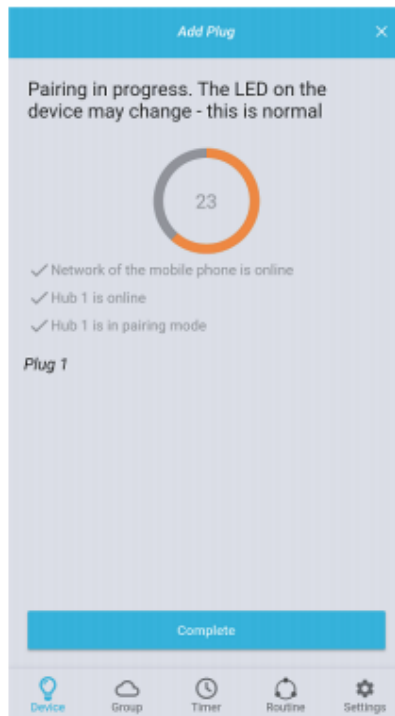 Add Plug
Pairing in progress. The LED on the
device may change - this is normal
23
Network of the mobile phone is online
Hub 1 is online
Hub 1 is in pairing mode
Plug 1
Complete
Device Group Timer Routine Settings